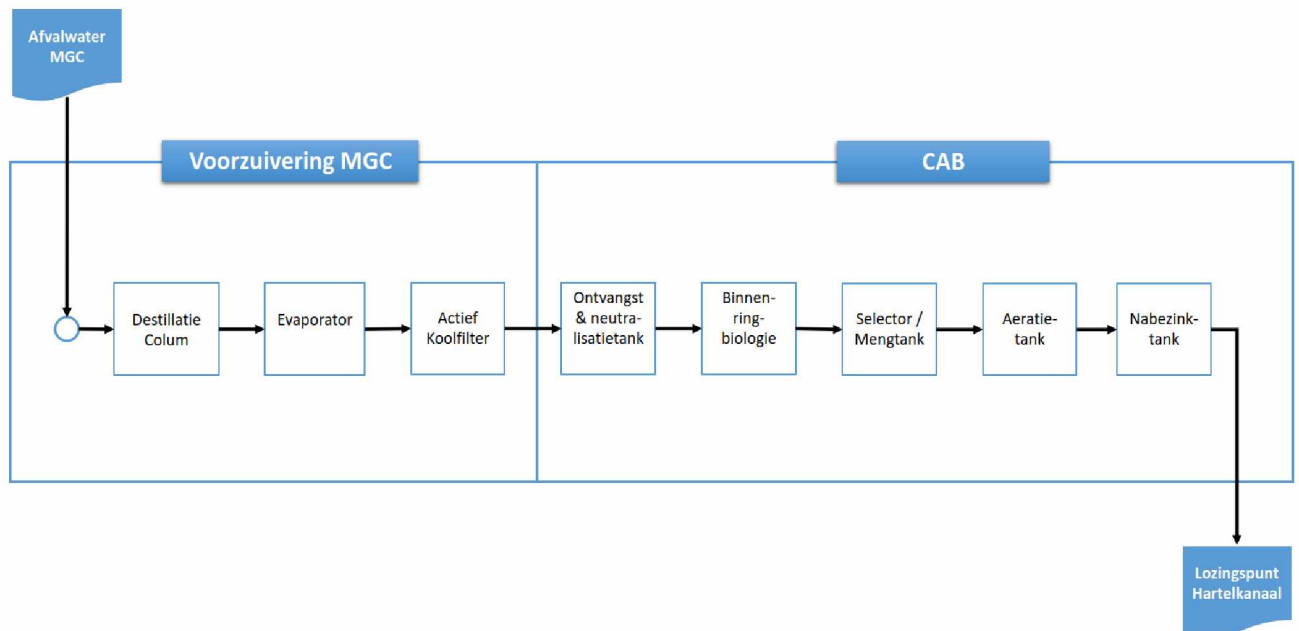 Afvalwater
MGC
Voorzuivering MGC
CAB
Destillatie
Colum
Evaporator
Actief
Koolfilter
Ontvangst
& neutra-
lisatietank
Binnen-
ring-
biologie
Selector /
Mengtank
Aeratie-
tank
Nabezink-
tank
Lozingspunt
Hartelkanaal